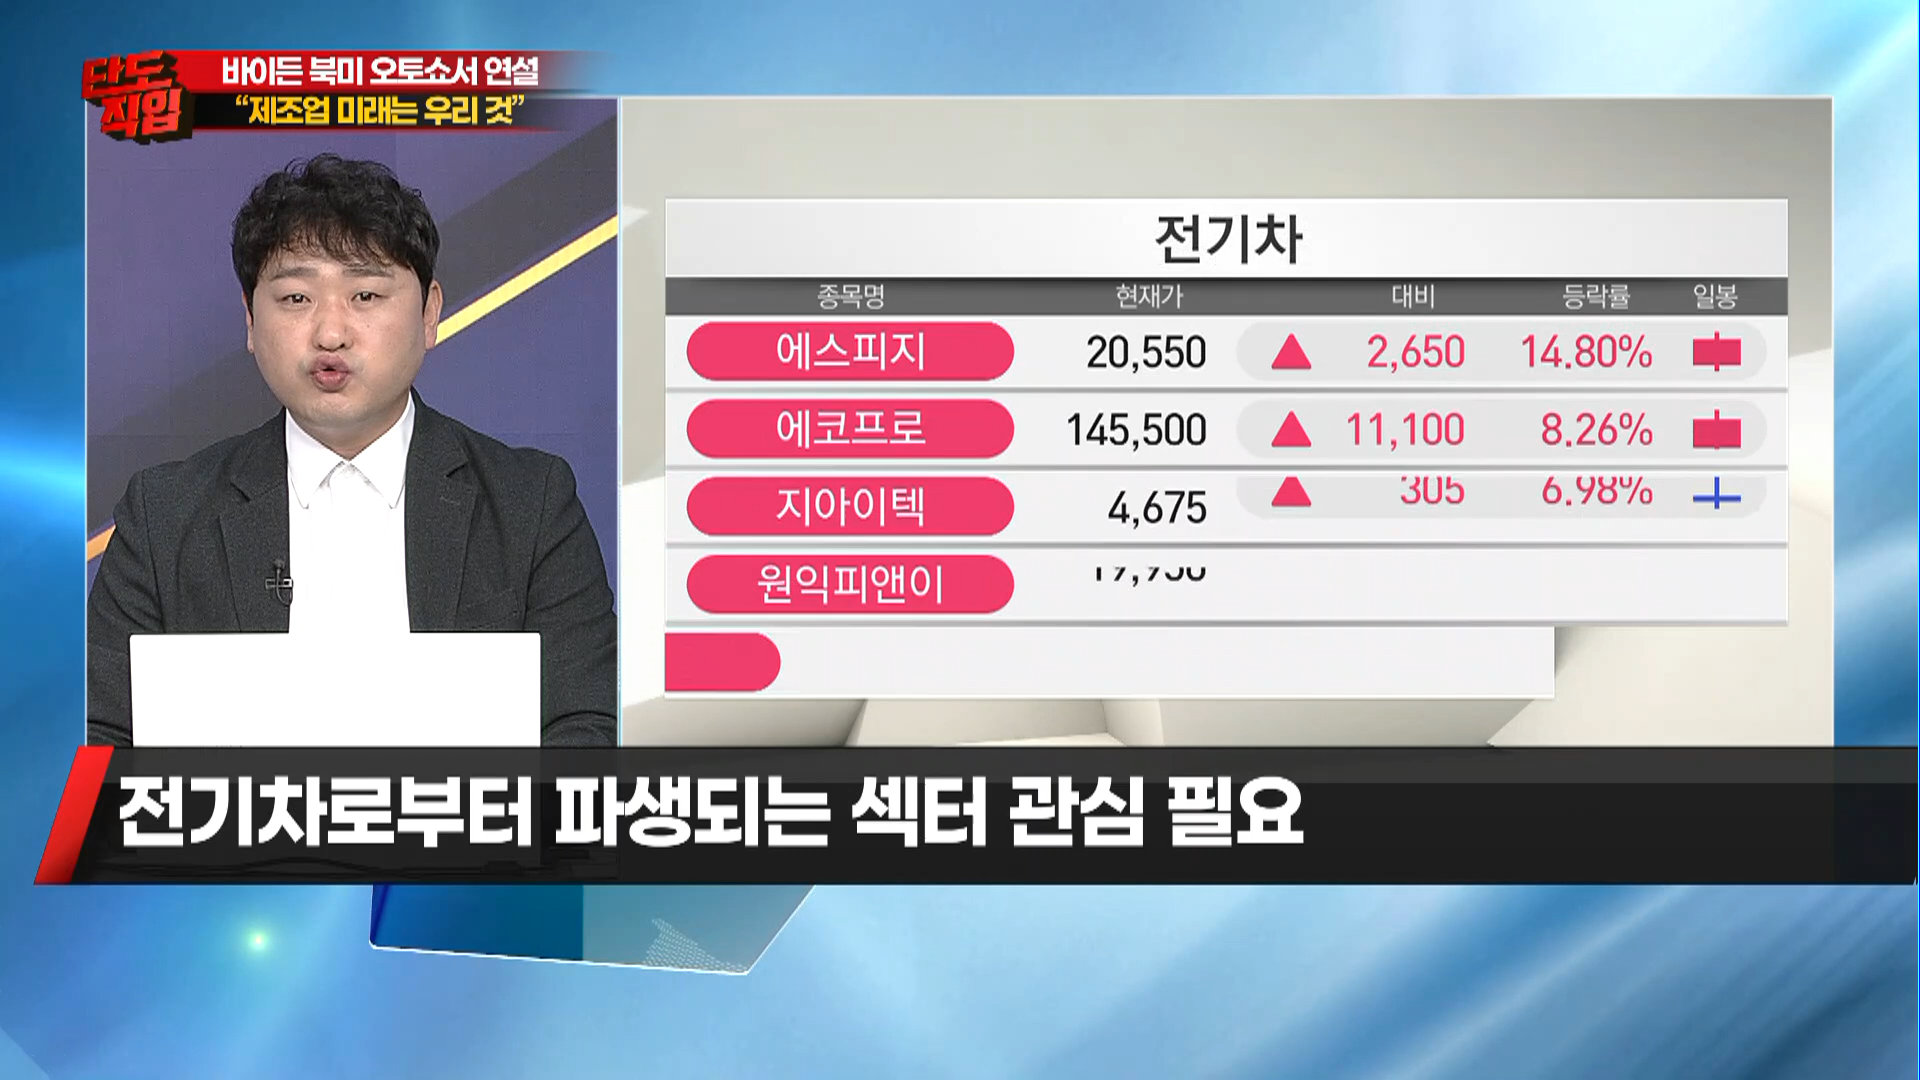 단도
직입
바이든 북미 오토쇼서 연설
“제조업 미래는 우리 것”
전기차
종목명 현재가 대비 등락률 일봉
에스피지 20,550 ▲ 2,650 14.80%
에코프로 145,500 ▲ 11,100 8.26%
지아이텍 4,675 ▲ 305 6.98%
원익피앤이
전기차로부터 파생되는 섹터 관심 필요